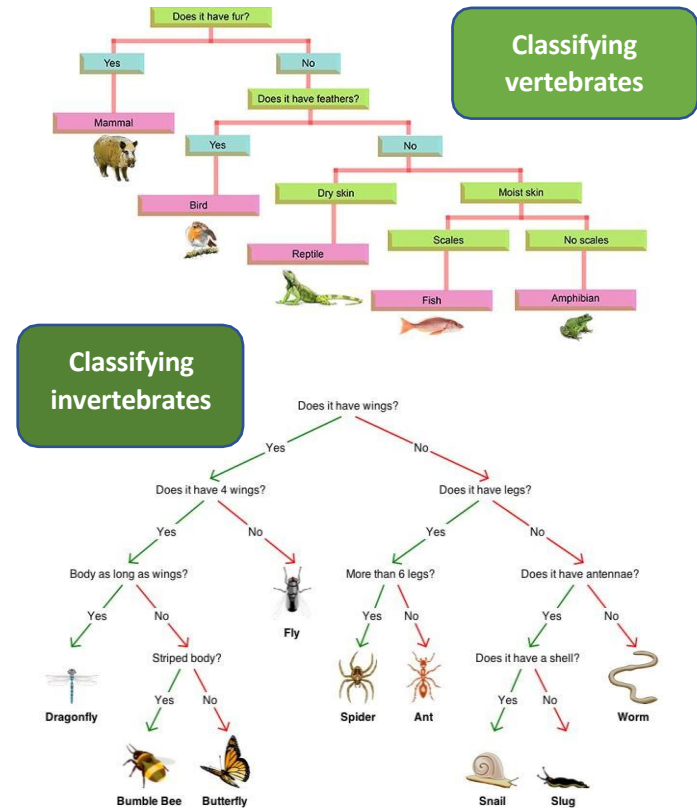 Does it have fur?
Classifying
vertebrates
Yes
No
Does it have feathers?
Mammal
Yes
No
Bird
Dry skin
Moist skin
Reptile
Scales
No scales
Fish
Amphibian
Classifying
invertebrates
Does it have wings?
Yes
No
Does it have 4 wings?
Does it have legs?
Yes
No
Yes
No
Body as long as wings?
Fly
More than 6 legs?
Does it have antennae?
Yes
No
Yes
No
Yes
No
Dragonfly
Striped body?
Spider
Ant
Does it have a shell?
Worm
Yes
No
Yes
No
Bumble Bee
Butterfly
Snail
Slug